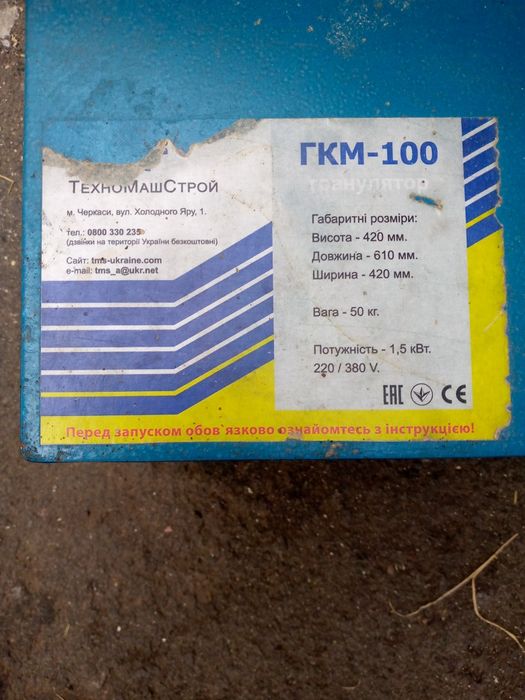 ТехноМашСтрой
м. Черкаси, вул. Холодного Яру, 1.
тел.: 0800 330 235
(дзвінки на території України безкоштовні)
Сайт: tms-ukraine.com
e-mail: tms_a@ukr.net
ГКМ-100
гранулятор
Габаритні розміри:
Висота - 420 мм.
Довжина - 610 мм.
Ширина - 420 мм.
Вага - 50 кг.
Потужність - 1,5 кВт.
220 / 380 V.
EAC CE
Перед запуском обов`язково ознайомтесь з інструкцією!